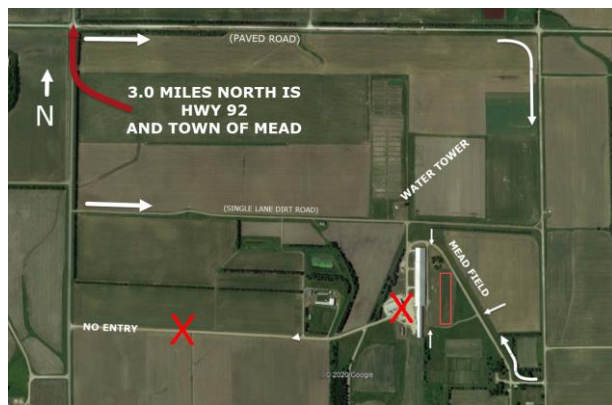 (PAVED ROAD)
3.0 MILES NORTH IS
HWY 92
AND TOWN OF MEAD
N
WATER TOWER
(SINGLE LANE DIRT ROAD)
MEAD FIELD
NO ENTRY
© 2020 Google